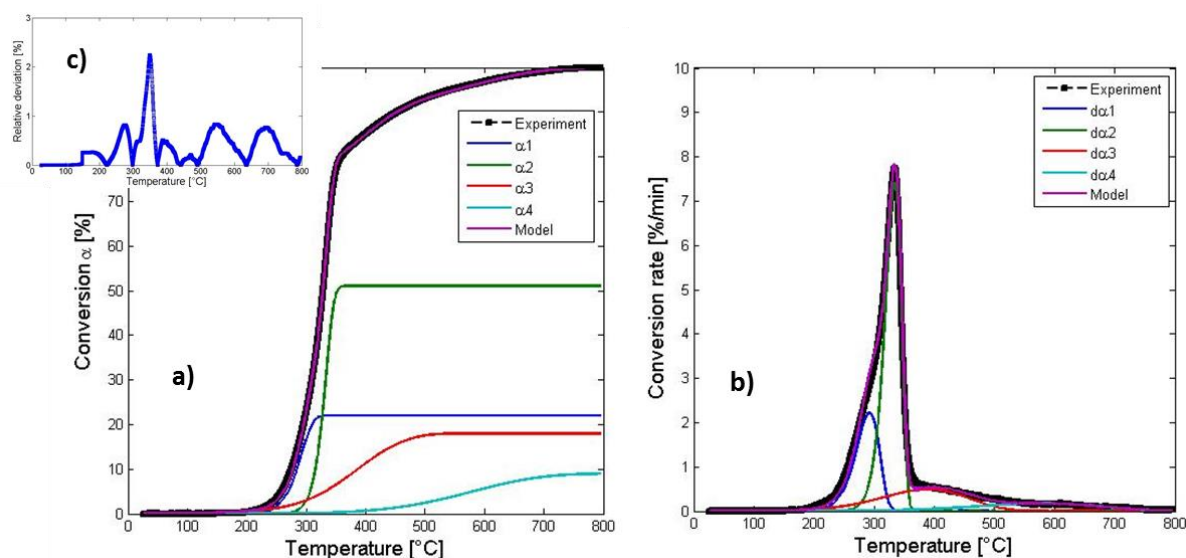 c)
Relative deviation [%]
3
2
1
0
0 100 200 300 400 500 600 700 800
Temperature [°C]
Conversion α [%]
70
60
50
40
30
20
10
0
0 100 200 300 400 500 600 700 800
Temperature [°C]
Experiment
α1
α2
α3
α4
Model
a)
Conversion rate [%/min]
10
9
8
7
6
5
4
3
2
1
0
0 100 200 300 400 500 600 700 800
Temperature [°C]
Experiment
dα1
dα2
dα3
dα4
Model
b)